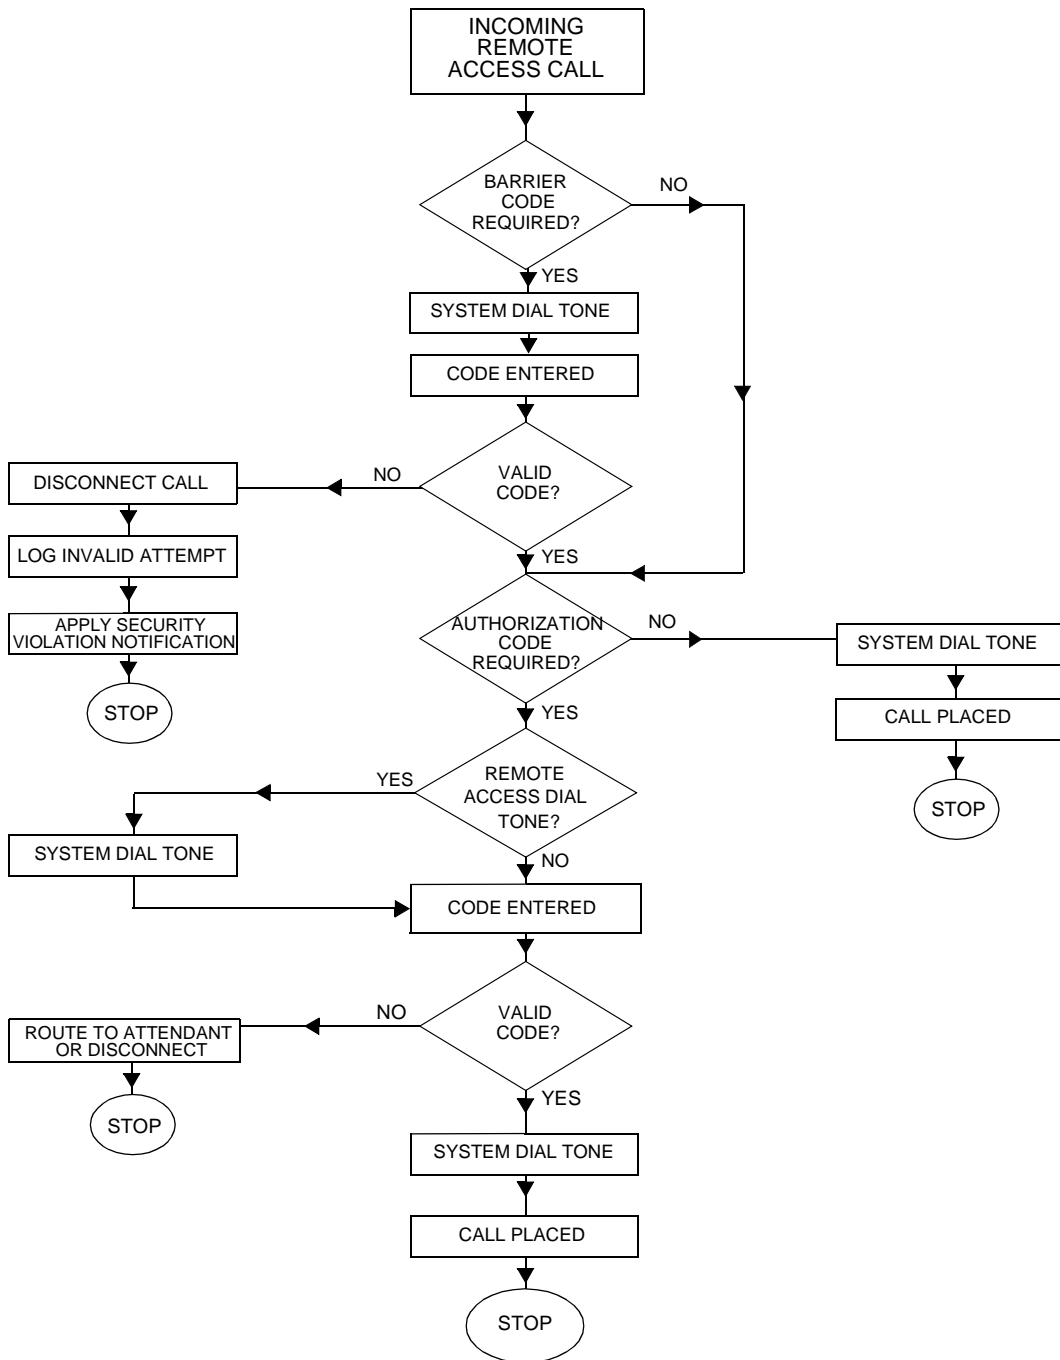 INCOMING
REMOTE
ACCESS CALL
BARRIER
CODE
REQUIRED?
NO
YES
SYSTEM DIAL TONE
CODE ENTERED
VALID
CODE?
NO
DISCONNECT CALL
LOG INVALID ATTEMPT
APPLY SECURITY
VIOLATION NOTIFICATION
STOP
YES
AUTHORIZATION
CODE
REQUIRED?
NO
SYSTEM DIAL TONE
CALL PLACED
STOP
YES
REMOTE
ACCESS DIAL
TONE?
YES
SYSTEM DIAL TONE
NO
CODE ENTERED
VALID
CODE?
NO
ROUTE TO ATTENDANT
OR DISCONNECT
STOP
YES
SYSTEM DIAL TONE
CALL PLACED
STOP